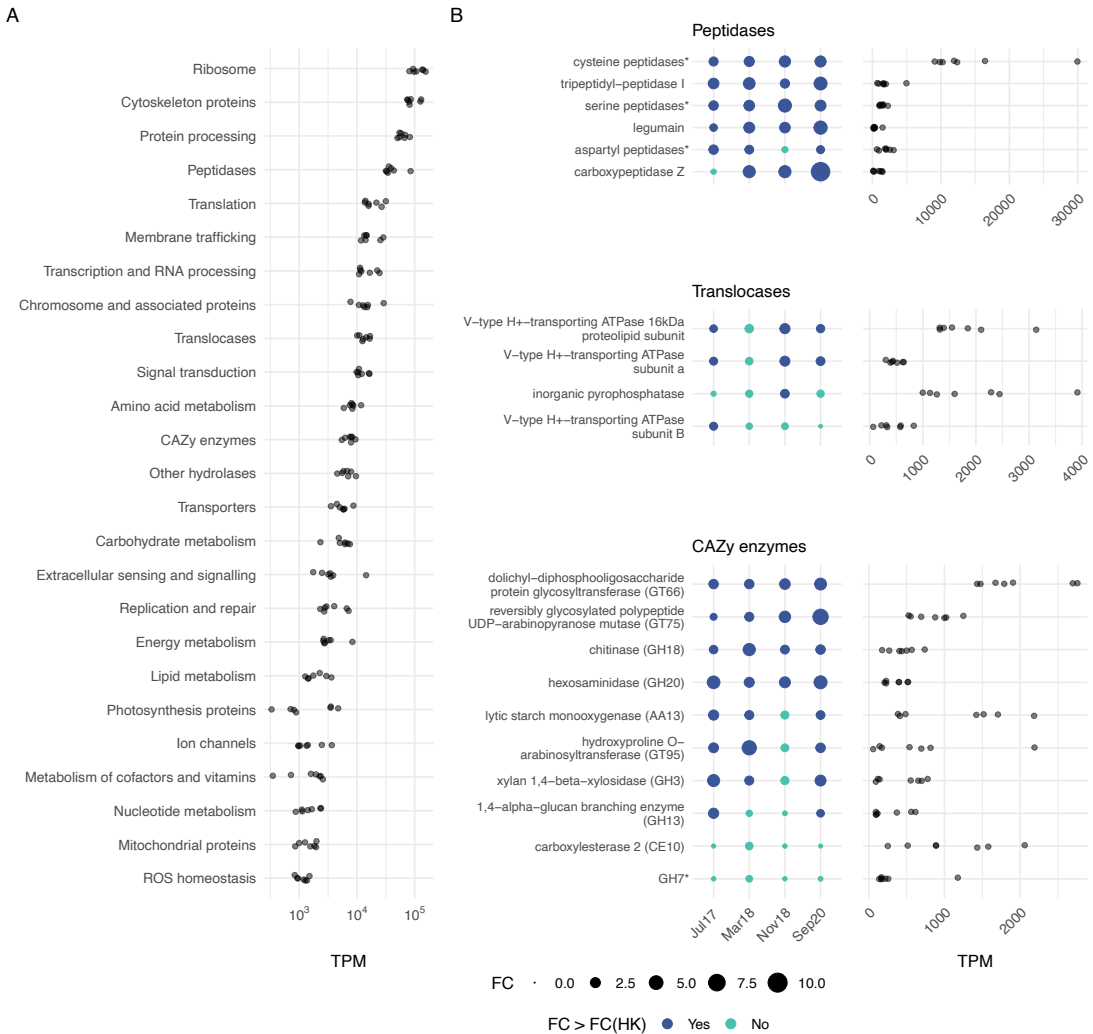 A
Ribosome
Cytoskeleton proteins
Protein processing
Peptidases
Translation
Membrane trafficking
Transcription and RNA processing
Chromosome and associated proteins
Translocases
Signal transduction
Amino acid metabolism
CAZy enzymes
Other hydrolases
Transporters
Carbohydrate metabolism
Extracellular sensing and signalling
Replication and repair
Energy metabolism
Lipid metabolism
Photosynthesis proteins
Ion channels
Metabolism of cofactors and vitamins
Nucleotide metabolism
Mitochondrial proteins
ROS homeostasis
10³ 10⁴ 10⁵
TPM
B
Peptidases
cysteine peptidases*
tripeptidyl−peptidase I
serine peptidases*
legumain
aspartyl peptidases*
carboxypeptidase Z
0 10000 20000 30000
Translocases
V−type H+−transporting ATPase 16kDa
proteolipid subunit
V−type H+−transporting ATPase
subunit a
inorganic pyrophosphatase
V−type H+−transporting ATPase
subunit B
0 1000 2000 3000 4000
CAZy enzymes
dolichyl−diphosphooligosaccharide
protein glycosyltransferase (GT66)
reversibly glycosylated polypeptide
UDP−arabinopyranose mutase (GT75)
chitinase (GH18)
hexosaminidase (GH20)
lytic starch monooxygenase (AA13)
hydroxyproline O−
arabinosyltransferase (GT95)
xylan 1,4−beta−xylosidase (GH3)
1,4−alpha−glucan branching enzyme
(GH13)
carboxylesterase 2 (CE10)
GH7*
Jul17 Mar18 Nov18 Sep20
0 1000 2000
TPM
FC 0.0 2.5 5.0 7.5 10.0
FC > FC(HK) Yes No